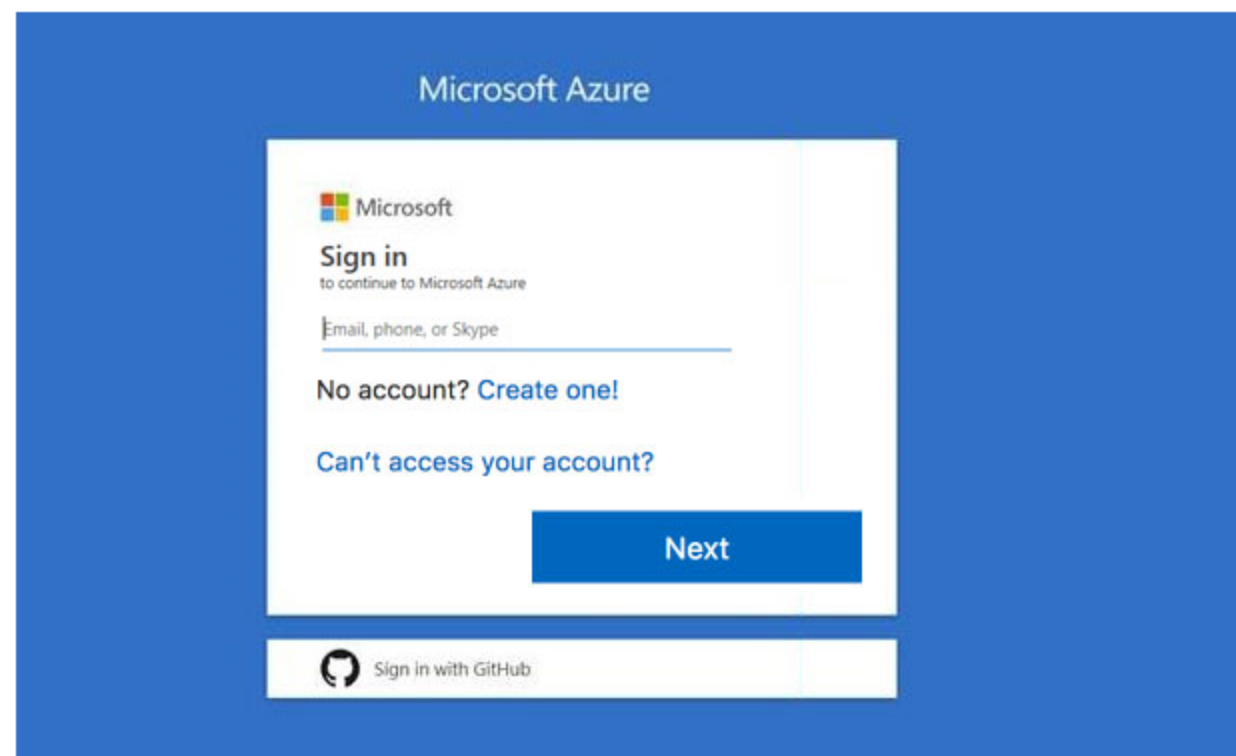 Microsoft Azure
Microsoft
Sign in
to continue to Microsoft Azure
Email, phone, or Skype
No account? Create one!
Can't access your account?
Next
Sign in with GitHub